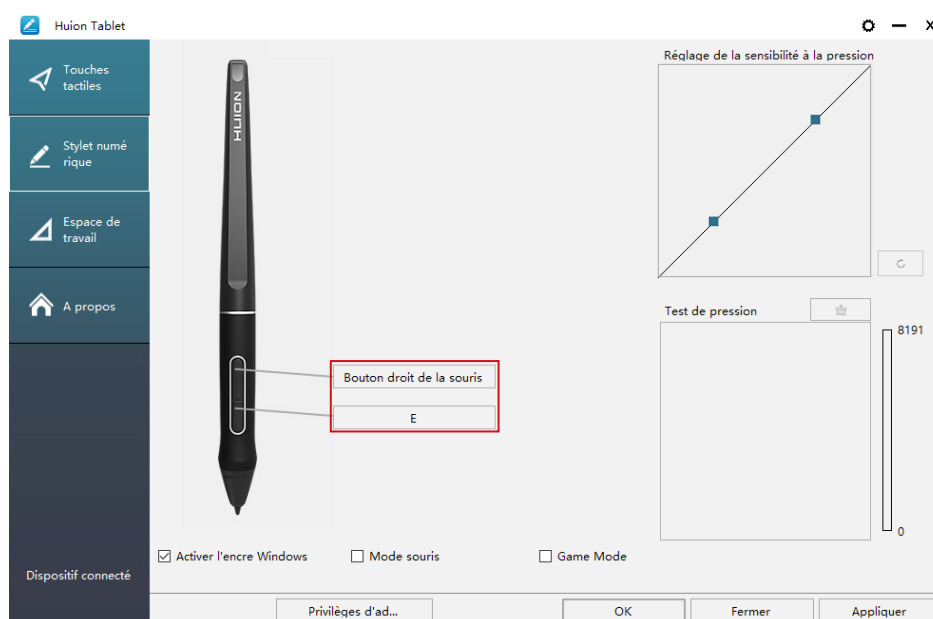 Huion Tablet
Touches
tactiles
Stylet numé
rique
Espace de
travail
A propos
Dispositif connecté
HUION
Bouton droit de la souris
E
Réglage de la sensibilité à la pression
Test de pression
8191
0
Activer l'encre Windows
Mode souris
Game Mode
Privilèges d'ad...
OK
Fermer
Appliquer